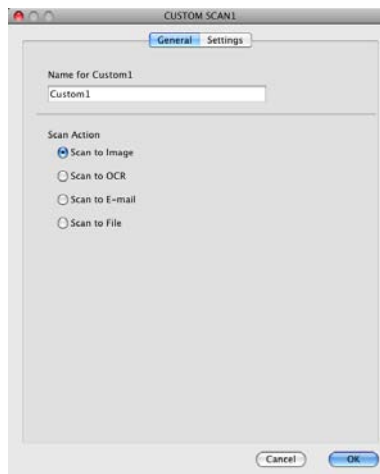 CUSTOM SCAN1
General Settings
Name for Custom1
Custom1
Scan Action
Scan to Image
Scan to OCR
Scan to E-mail
Scan to File
Cancel OK